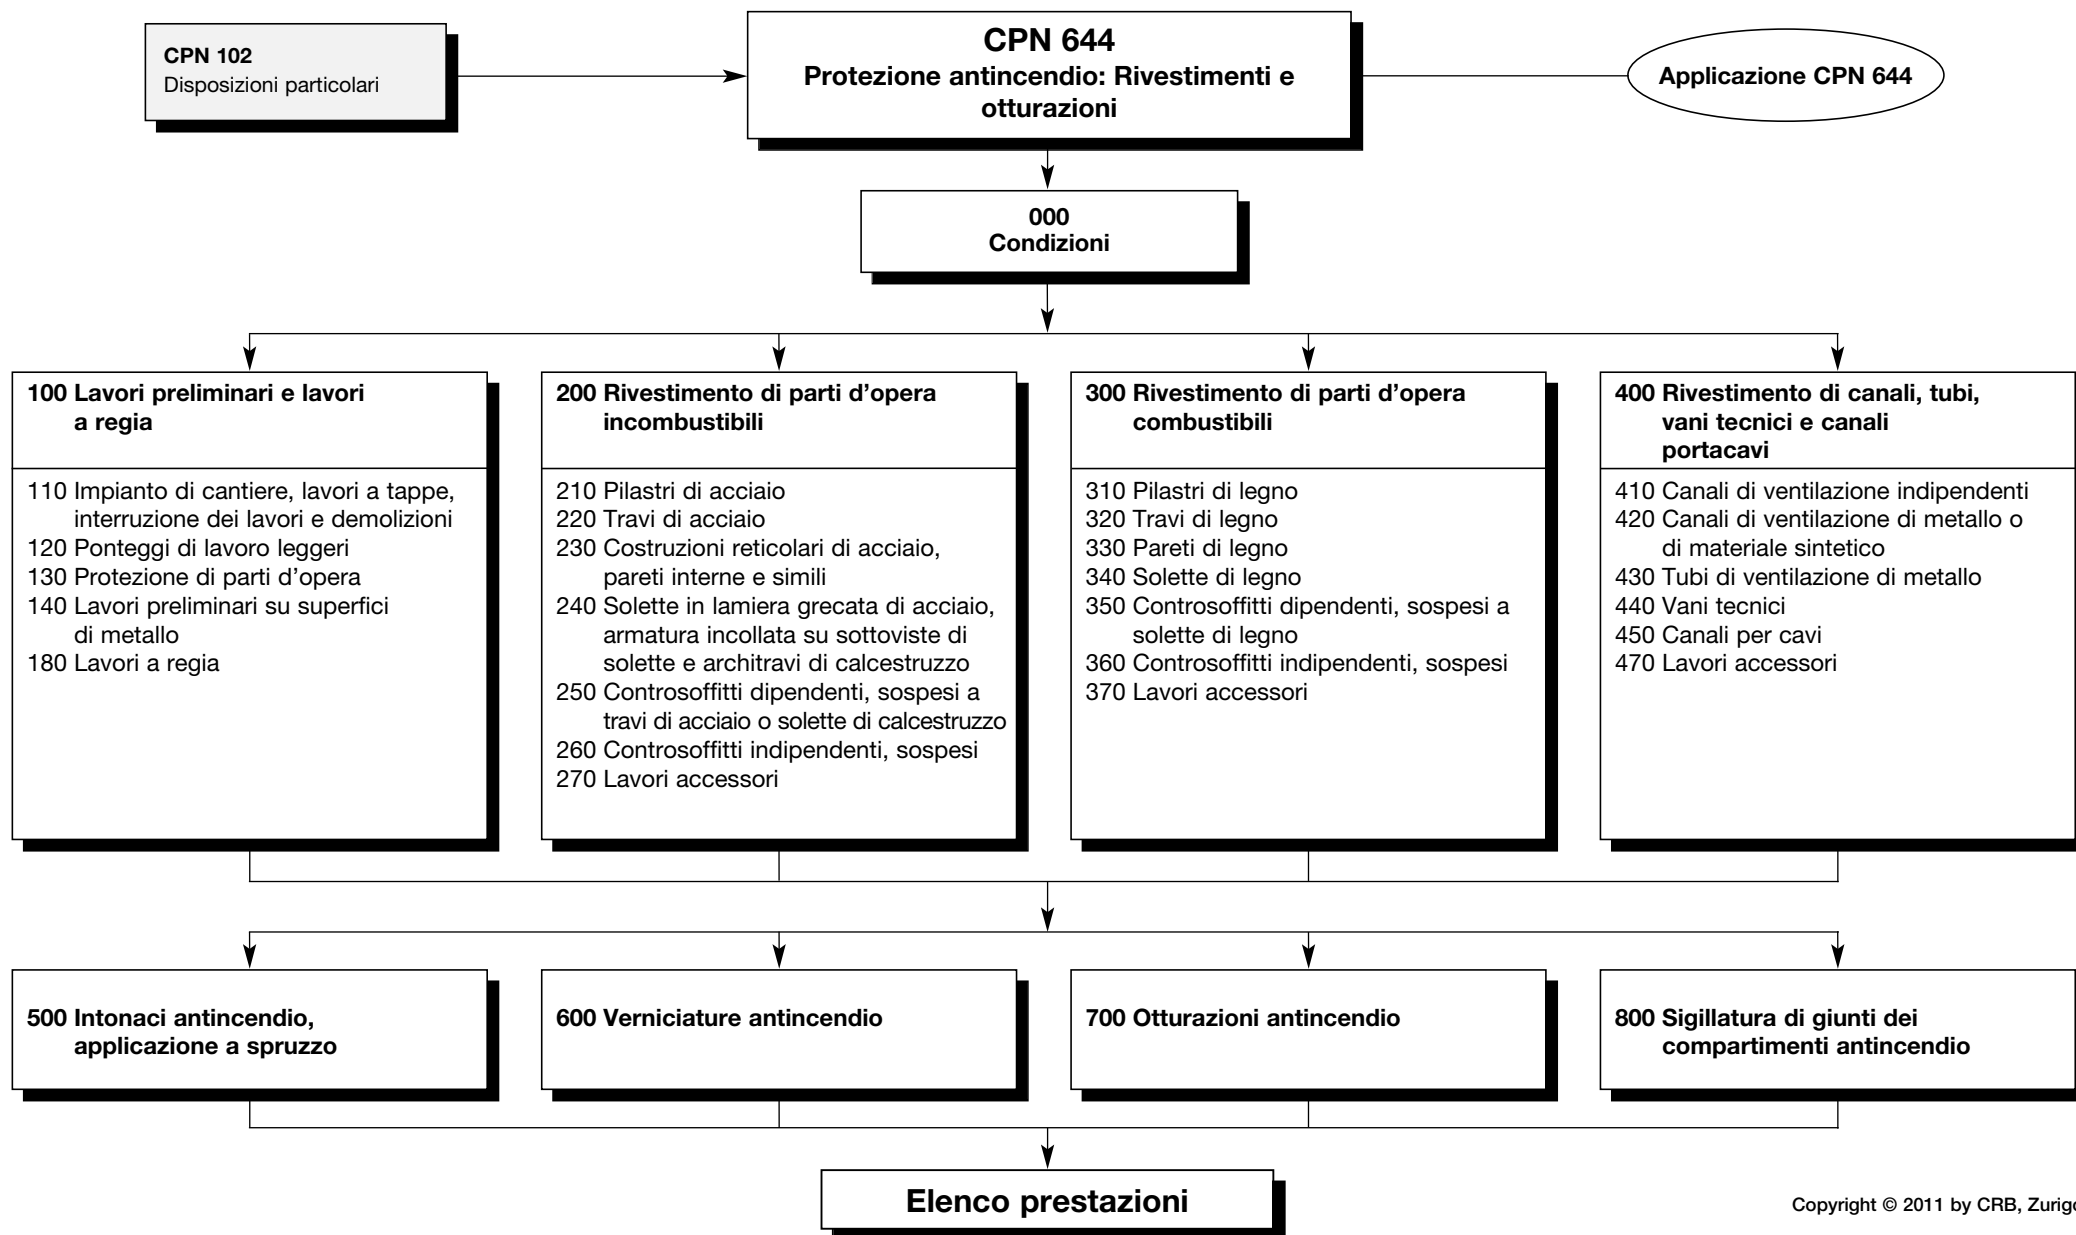 CPN 102
Disposizioni particolari
CPN 644
Protezione antincendio: Rivestimenti e
otturazioni
Applicazione CPN 644
000
Condizioni
100 Lavori preliminari e lavori
a regia
110 Impianto di cantiere, lavori a tappe,
interruzione dei lavori e demolizioni
120 Ponteggi di lavoro leggeri
130 Protezione di parti d’opera
140 Lavori preliminari su superfici
di metallo
180 Lavori a regia
200 Rivestimento di parti d’opera
incombustibili
210 Pilastri di acciaio
220 Travi di acciaio
230 Costruzioni reticolari di acciaio,
pareti interne e simili
240 Solette in lamiera grecata di acciaio,
armatura incollata su sottoviste di
solette e architravi di calcestruzzo
250 Controsoffitti dipendenti, sospesi a
travi di acciaio o solette di calcestruzzo
260 Controsoffitti indipendenti, sospesi
270 Lavori accessori
300 Rivestimento di parti d’opera
combustibili
310 Pilastri di legno
320 Travi di legno
330 Pareti di legno
340 Solette di legno
350 Controsoffitti dipendenti, sospesi a
solette di legno
360 Controsoffitti indipendenti, sospesi
370 Lavori accessori
400 Rivestimento di canali, tubi,
vani tecnici e canali
portacavi
410 Canali di ventilazione indipendenti
420 Canali di ventilazione di metallo o
di materiale sintetico
430 Tubi di ventilazione di metallo
440 Vani tecnici
450 Canali per cavi
470 Lavori accessori
500 Intonaci antincendio,
applicazione a spruzzo
600 Verniciature antincendio
700 Otturazioni antincendio
800 Sigillatura di giunti dei
compartimenti antincendio
Elenco prestazioni
Copyright © 2011 by CRB, Zurigo